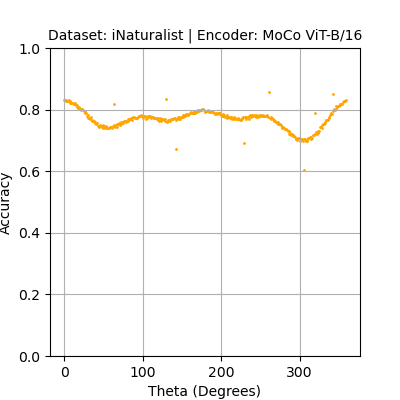 Dataset: iNaturalist | Encoder: MoCo ViT-B/16
1.0
0.8
0.6
0.4
0.2
0.0
Accuracy
0 100 200 300
Theta (Degrees)